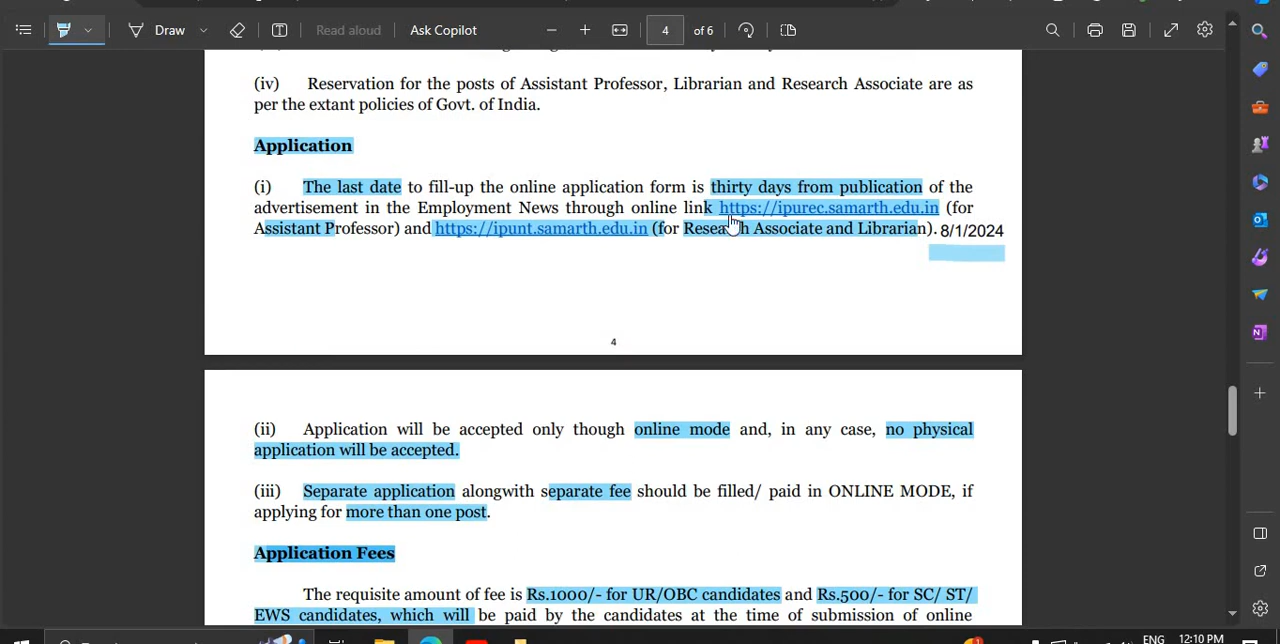 Draw
Read aloud
Ask Copilot
4
of 6
(iv) Reservation for the posts of Assistant Professor, Librarian and Research Associate are as
per the extant policies of Govt. of India.
Application
(i) The last date to fill-up the online application form is thirty days from publication of the
advertisement in the Employment News through online link https://ipurec.samarth.edu.in (for
Assistant Professor) and https://ipunt.samarth.edu.in (for Research Associate and Librarian). 8/1/2024
4
(ii) Application will be accepted only though online mode and, in any case, no physical
application will be accepted.
(iii) Separate application alongwith separate fee should be filled/ paid in ONLINE MODE, if
applying for more than one post.
Application Fees
The requisite amount of fee is Rs.1000/- for UR/OBC candidates and Rs.500/- for SC/ ST/
EWS candidates, which will be paid by the candidates at the time of submission of online
ENG
12:10 PM